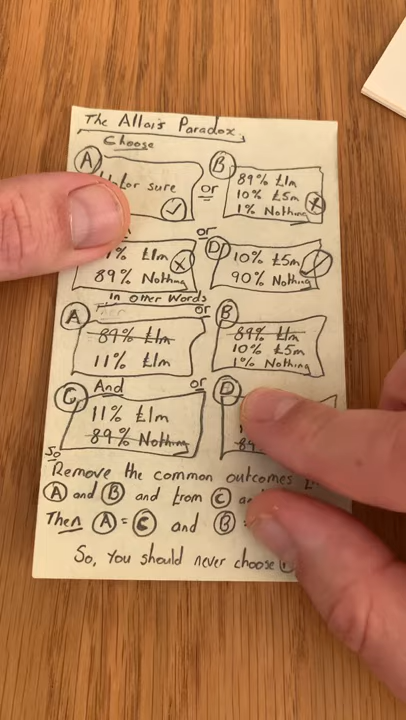 The Allais Paradox
Choose
A
for sure
or
B
89% £1m
10% £5m
1% Nothing
or
% £1m
89% Nothing
D
10% £5m
90% Nothing
in Other Words
A
89% £1m
11% £1m
or
B
89% £1m
10% £5m
1% Nothing
C
And
11% £1m
89% Nothing
or
D
So
Remove the common outcomes
A and B and from C
Then A = C and B
So, You should never choose